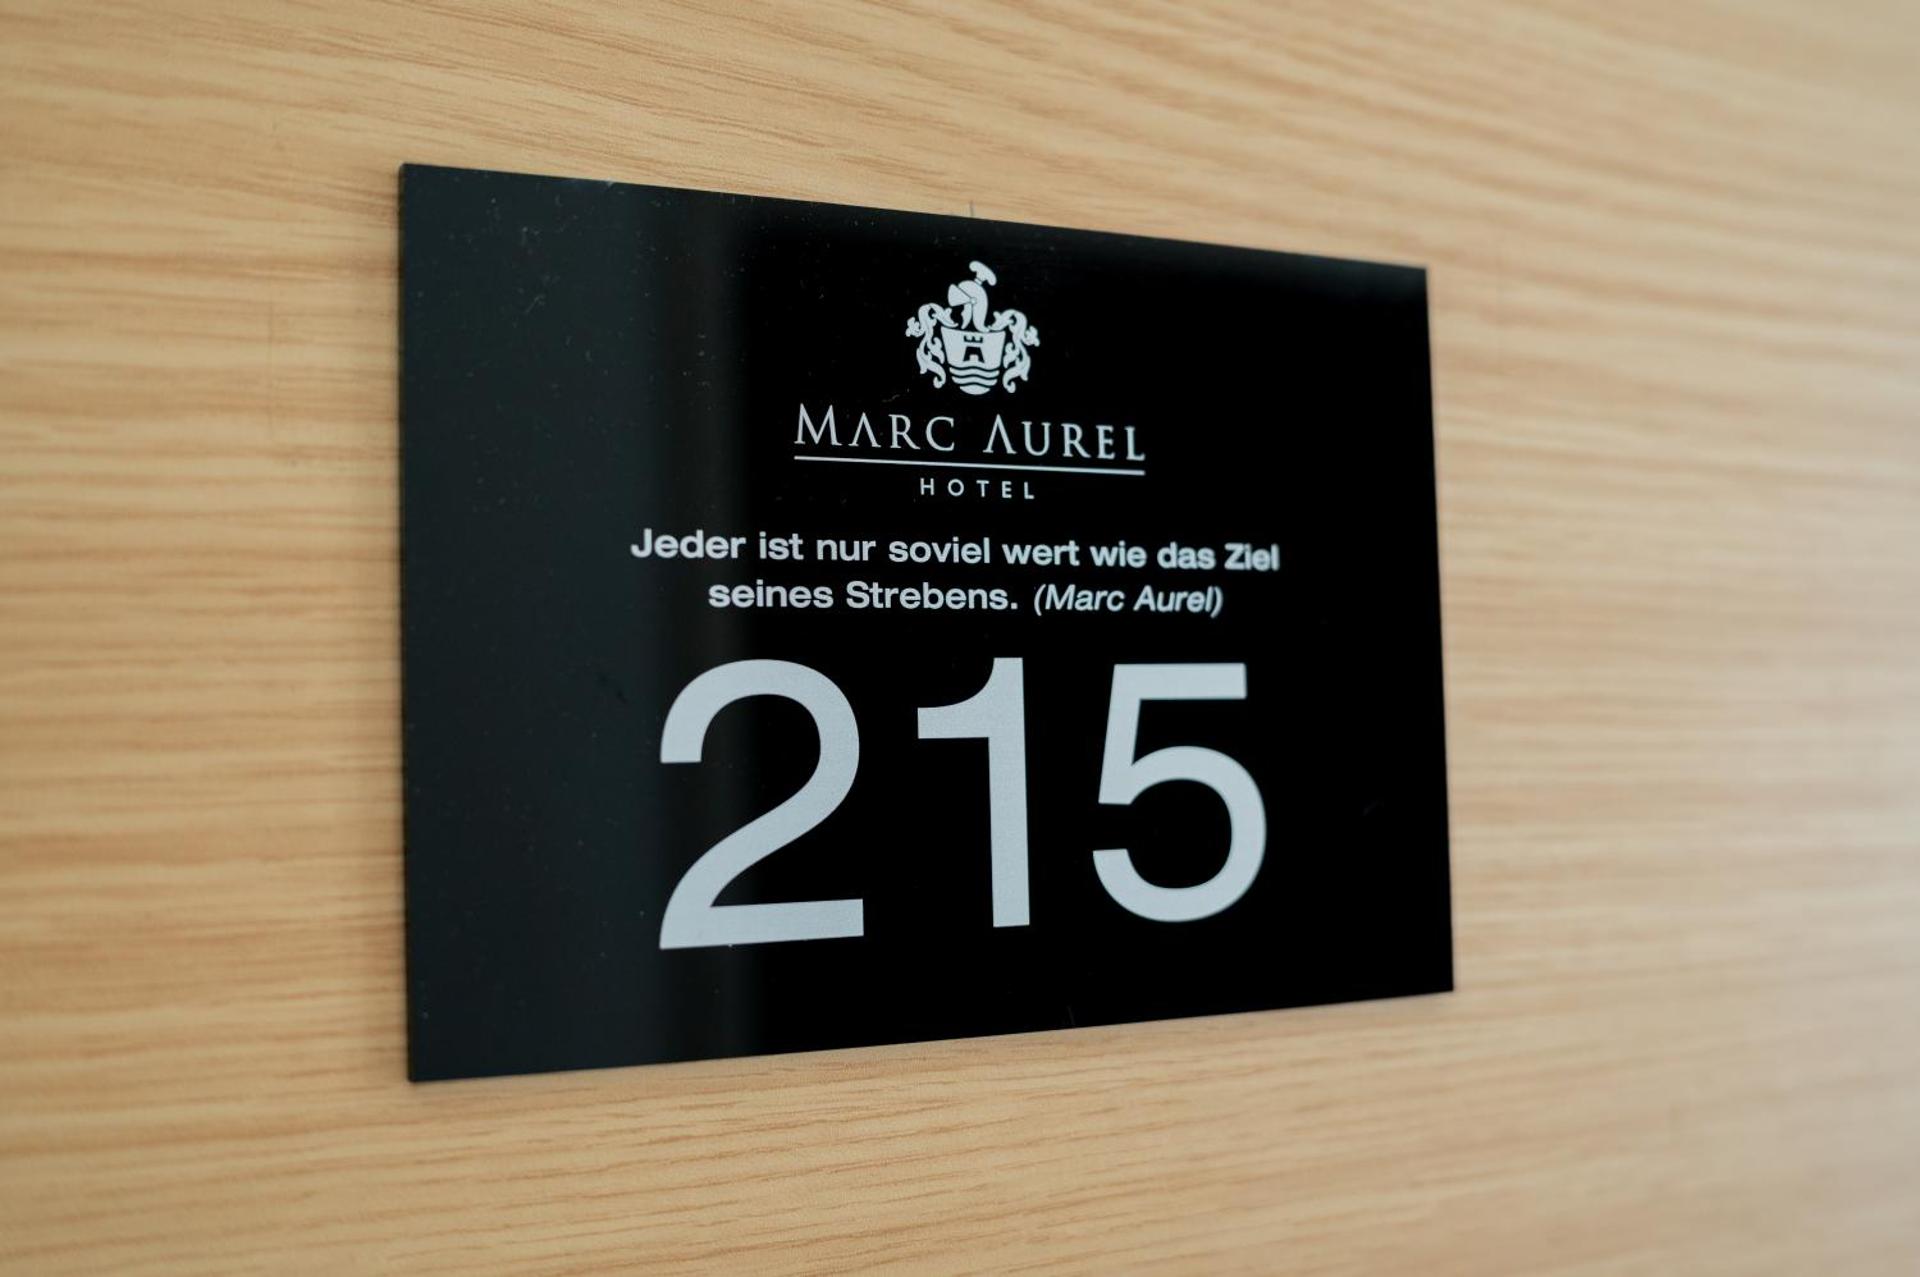 MARC AUREL
HOTEL
Jeder ist nur soviel wert wie das Ziel
seines Strebens. (Marc Aurel)
215